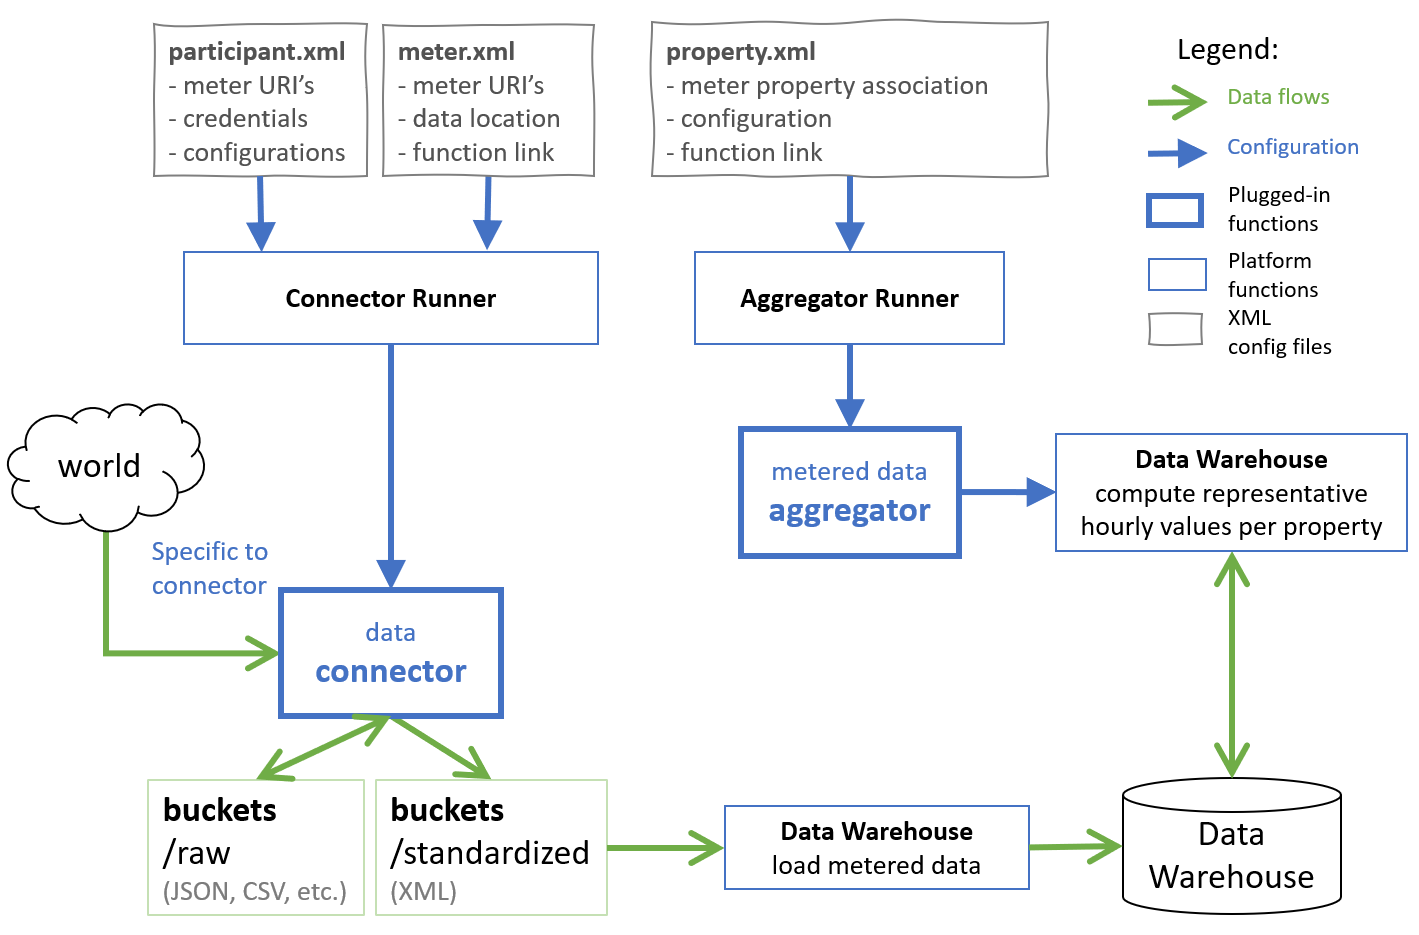 participant.xml
- meter URI's
- credentials
- configurations
meter.xml
- meter URI's
- data location
- function link
property.xml
- meter property association
- configuration
- function link
Legend:
Data flows
Configuration
Plugged-in
functions
Platform
functions
XML
config files
Connector Runner
Aggregator Runner
world
Specific to
connector
metered data
aggregator
Data Warehouse
compute representative
hourly values per property
data
connector
buckets
/raw
(JSON, CSV, etc.)
buckets
/standardized
(XML)
Data Warehouse
load metered data
Data
Warehouse